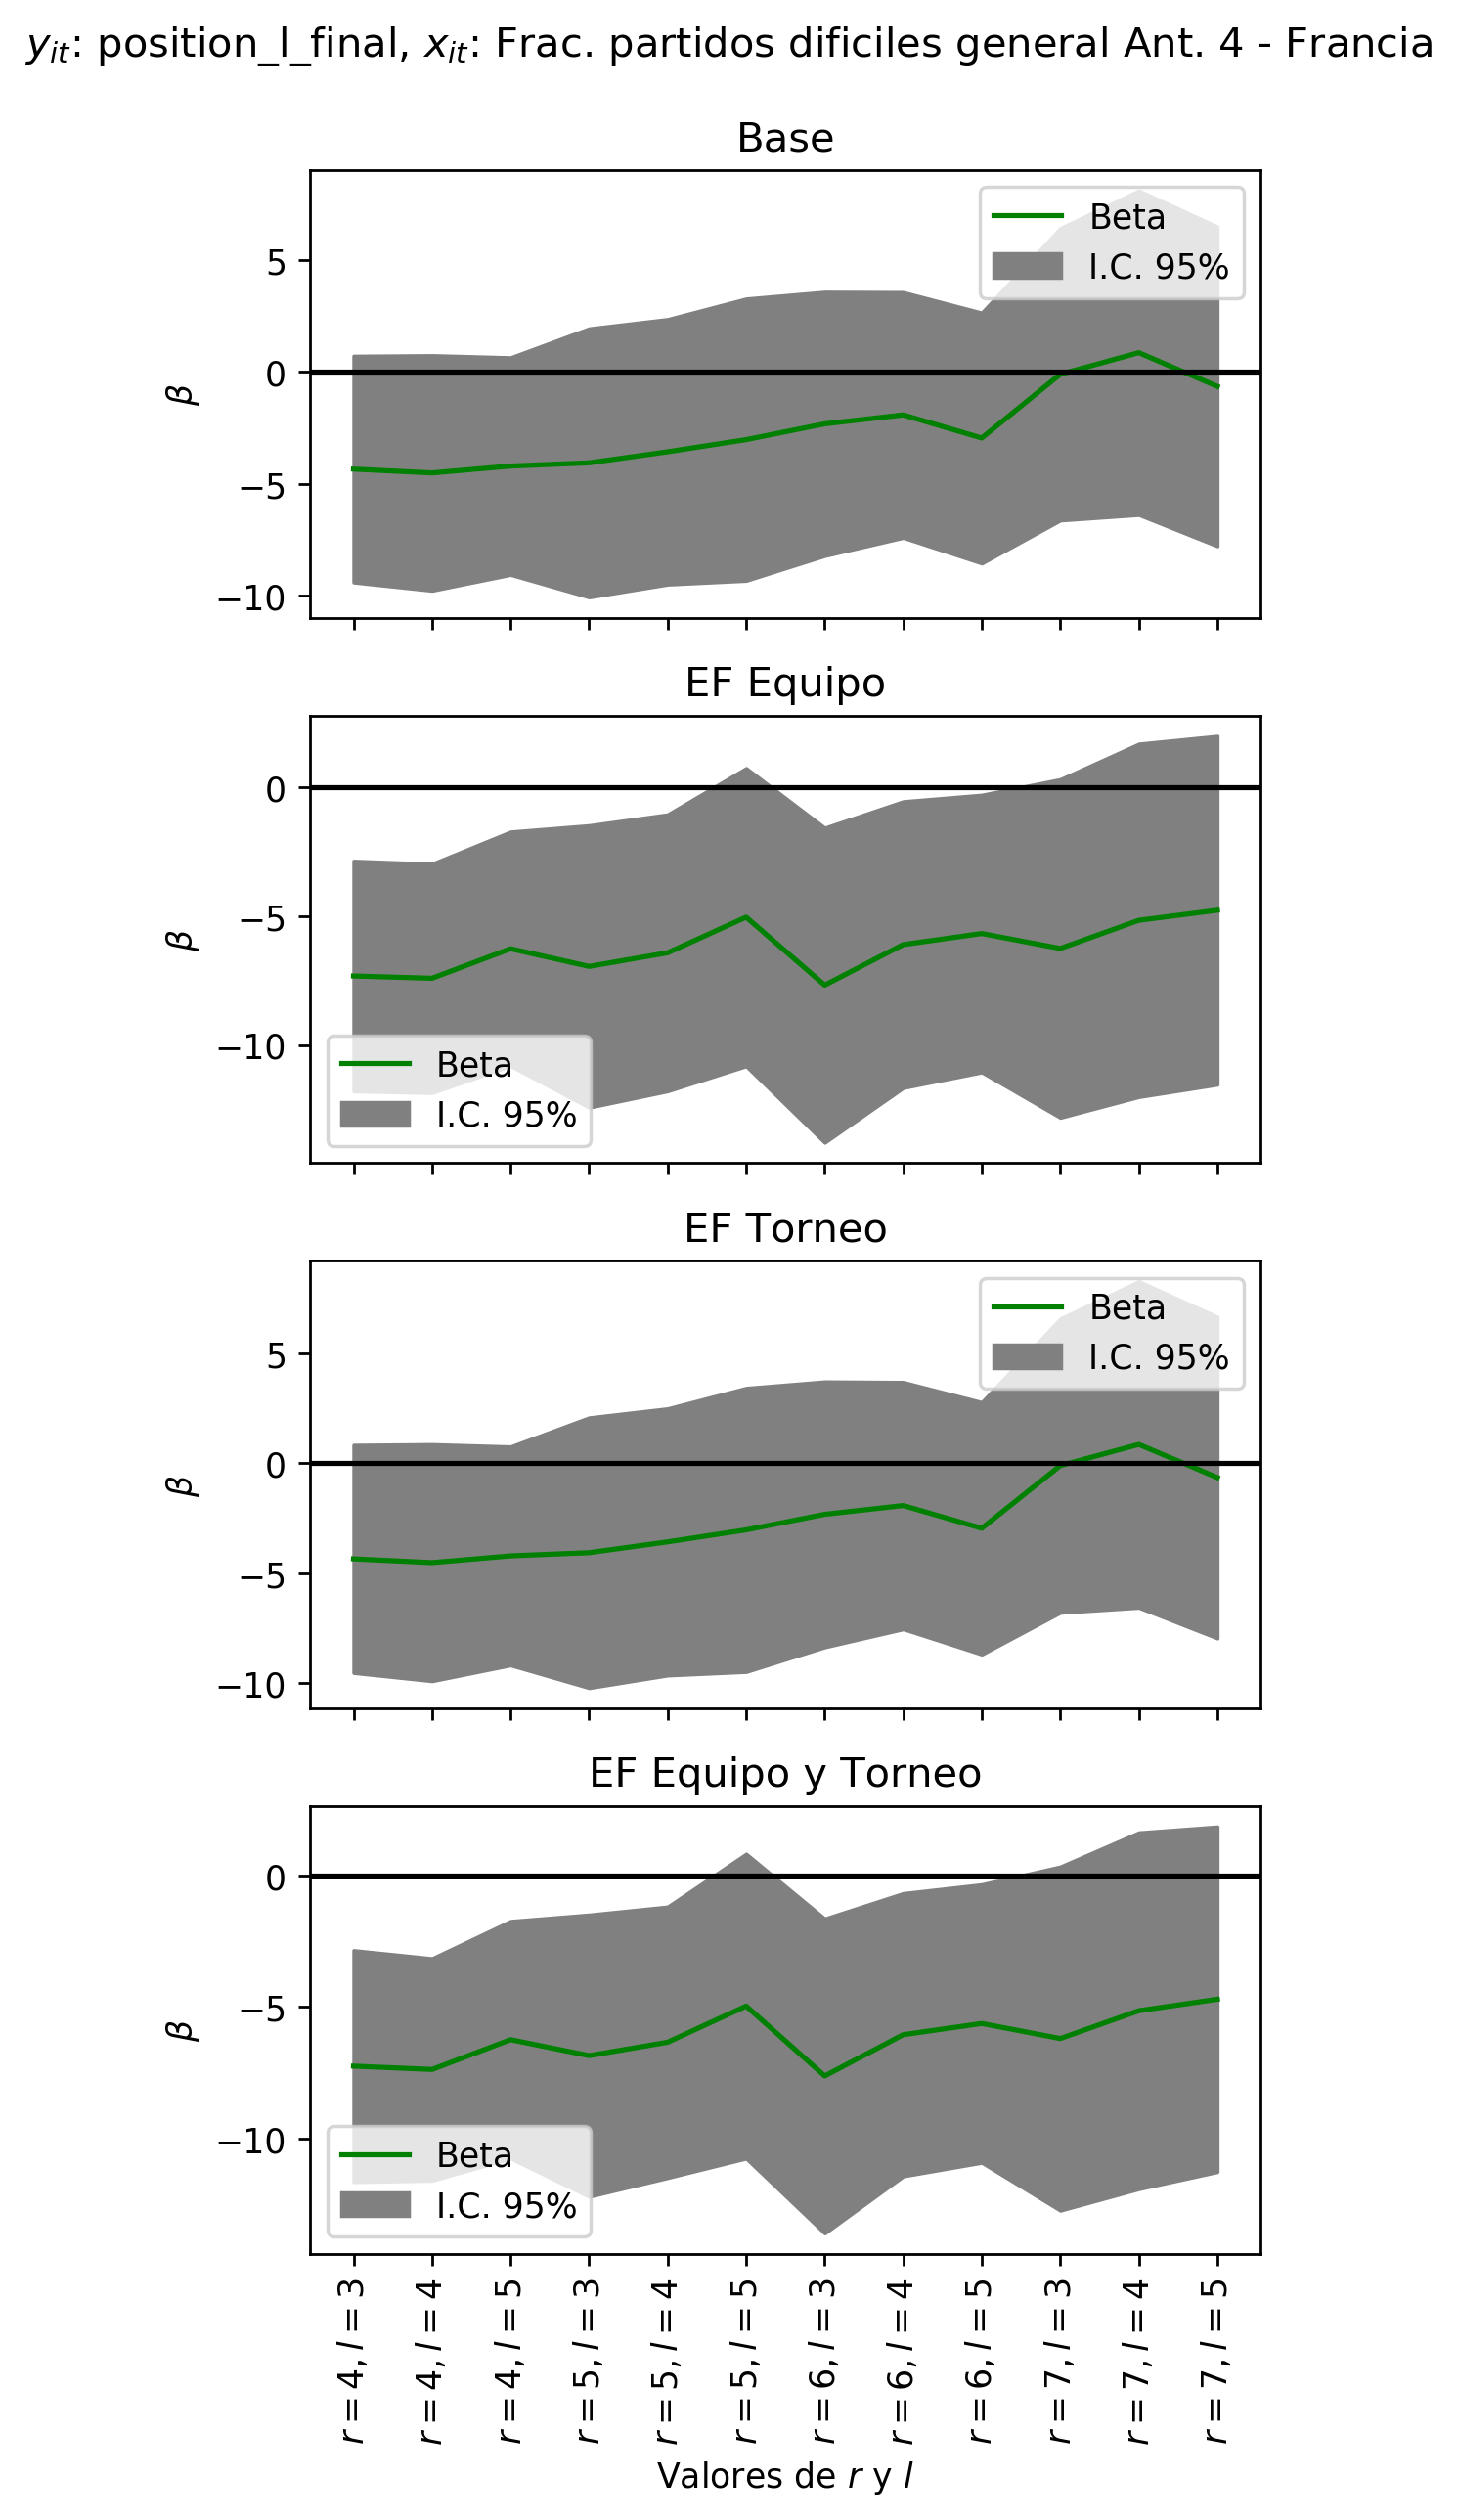 y_it: position_l_final, x_it: Frac. partidos dificiles general Ant. 4 - Francia
Base
Beta
I.C. 95%
5
0
−5
−10
β
EF Equipo
0
−5
−10
β
Beta
I.C. 95%
EF Torneo
Beta
I.C. 95%
5
0
−5
−10
β
EF Equipo y Torneo
0
−5
−10
β
Beta
I.C. 95%
r = 4, l = 3
r = 4, l = 4
r = 4, l = 5
r = 5, l = 3
r = 5, l = 4
r = 5, l = 5
r = 6, l = 3
r = 6, l = 4
r = 6, l = 5
r = 7, l = 3
r = 7, l = 4
r = 7, l = 5
Valores de r y l